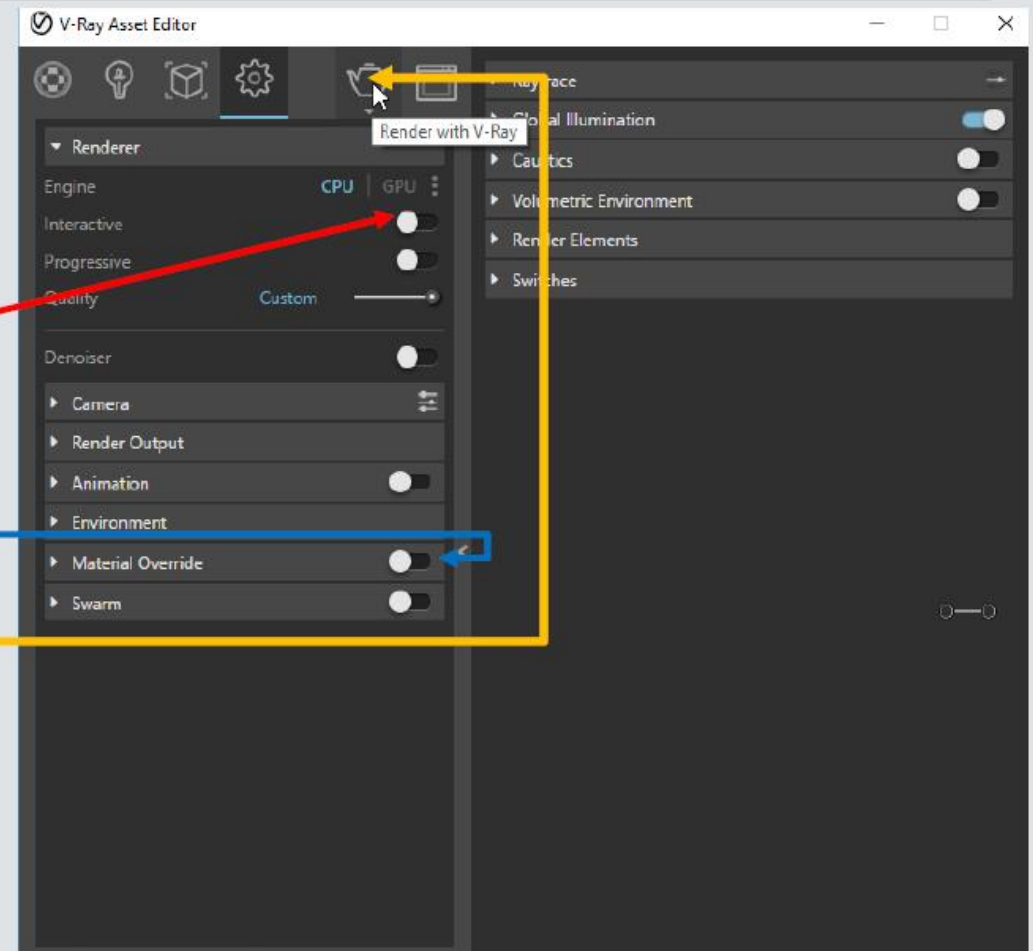 V-Ray Asset Editor
Render with V-Ray
Renderer
Engine CPU GPU
Interactive
Progressive
Quality Custom
Denoiser
Camera
Render Output
Animation
Environment
Material Override
Swarm
Raytrace
Global Illumination
Caustics
Volumetric Environment
Render Elements
Switches